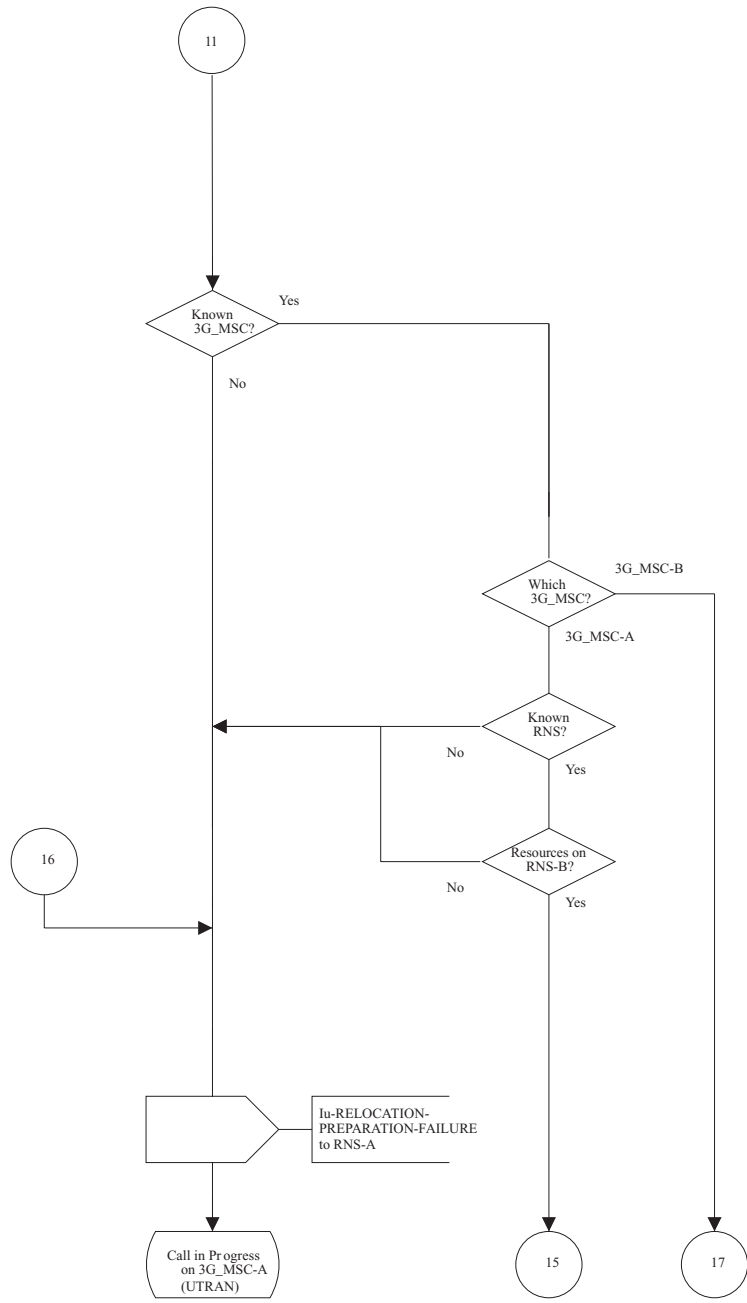 11
Yes
Known
3G_MSC?
No
3G_MSC-B
Which
3G_MSC?
3G_MSC-A
Known
RNS?
No
Yes
16
Resources on
RNS-B?
No
Yes
Iu-RELOCATION-
PREPARATION-FAILURE
to RNS-A
Call in Progress
on 3G_MSC-A
(UTRAN)
15
17